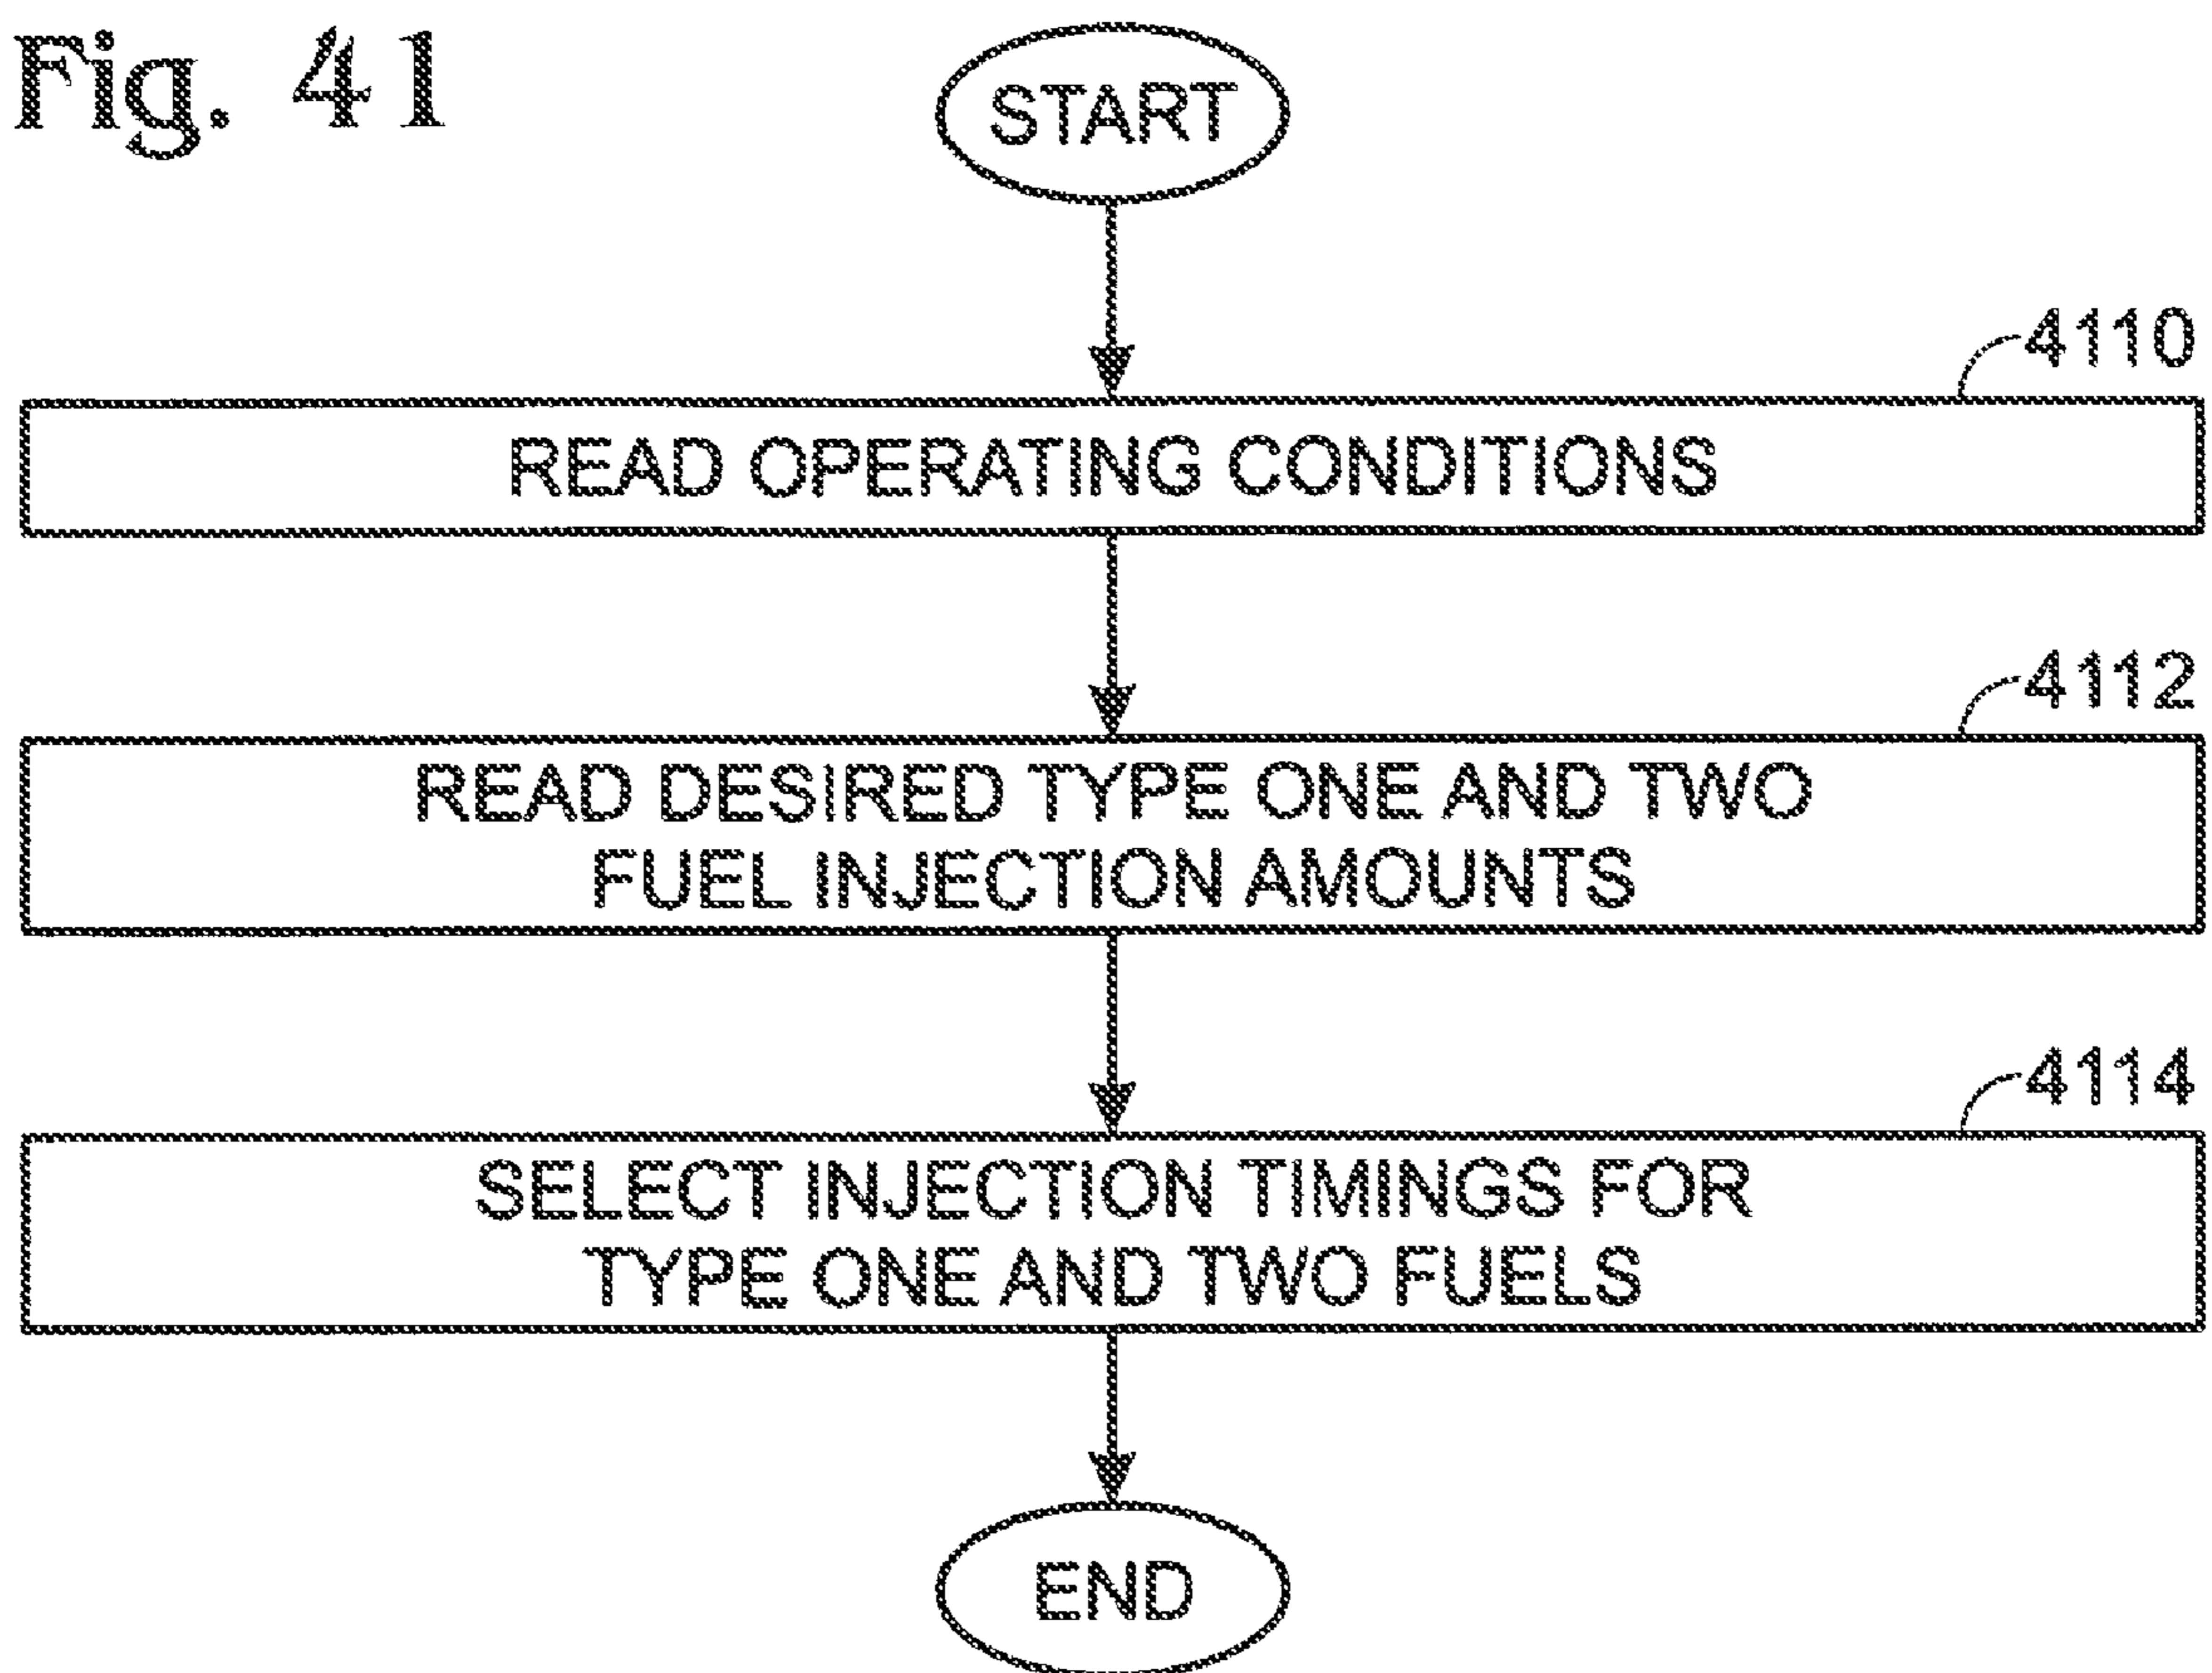 Fig. 41
START
4110
READ OPERATING CONDITIONS
4112
READ DESIRED TYPE ONE AND TWO
FUEL INJECTION AMOUNTS
4114
SELECT INJECTION TIMINGS FOR
TYPE ONE AND TWO FUELS
END